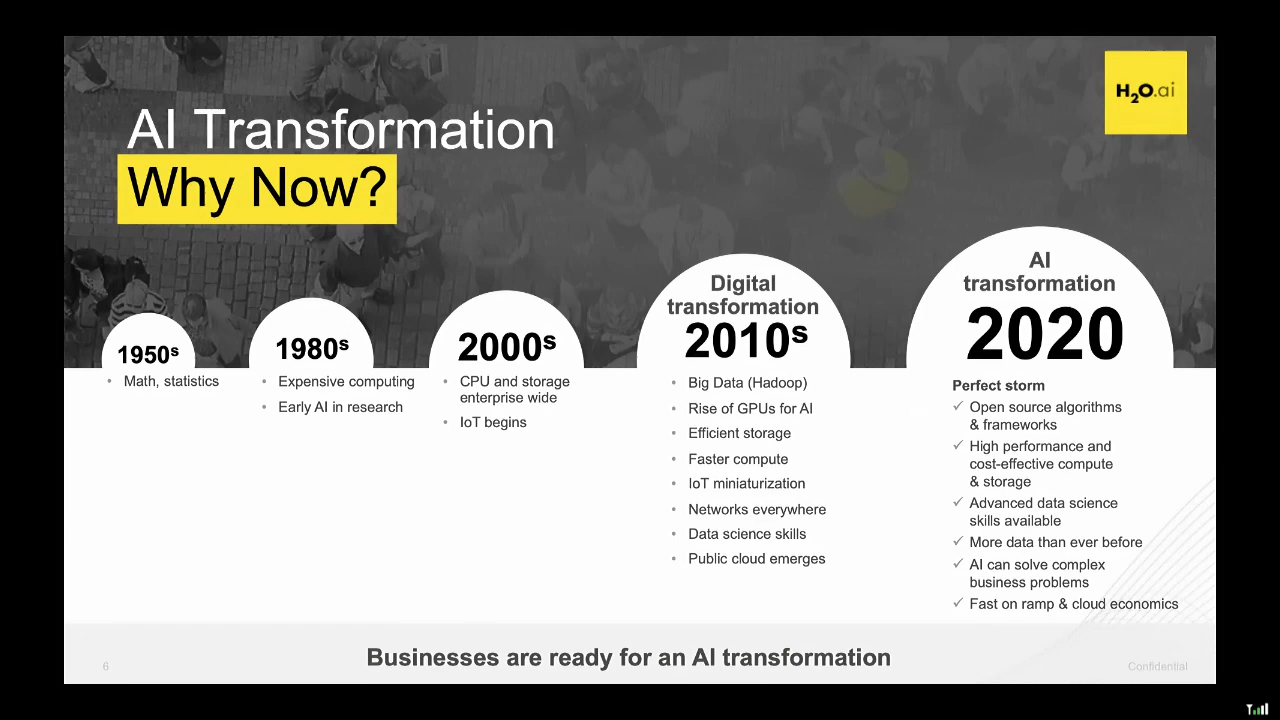 H2O.ai
AI Transformation
Why Now?
1950s
Math, statistics
1980s
Expensive computing
Early AI in research
2000s
CPU and storage
enterprise wide
IoT begins
Digital
transformation
2010s
Big Data (Hadoop)
Rise of GPUs for AI
Efficient storage
Faster compute
IoT miniaturization
Networks everywhere
Data science skills
Public cloud emerges
AI
transformation
2020
Perfect storm
✓ Open source algorithms
& frameworks
✓ High performance and
cost-effective compute
& storage
✓ Advanced data science
skills available
✓ More data than ever before
✓ AI can solve complex
business problems
✓ Fast on ramp & cloud economics
Businesses are ready for an AI transformation
6
Confidential